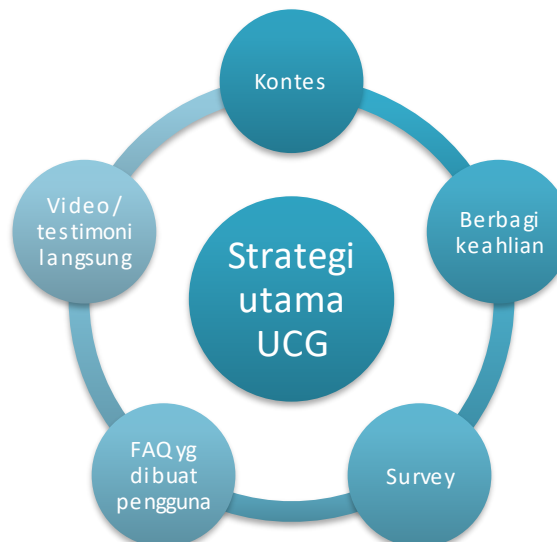 Kontes
Berbagi
keahlian
Survey
FAQ yg
dibuat
pengguna
Video/
testimoni
langsung
Strategi
utama
UCG